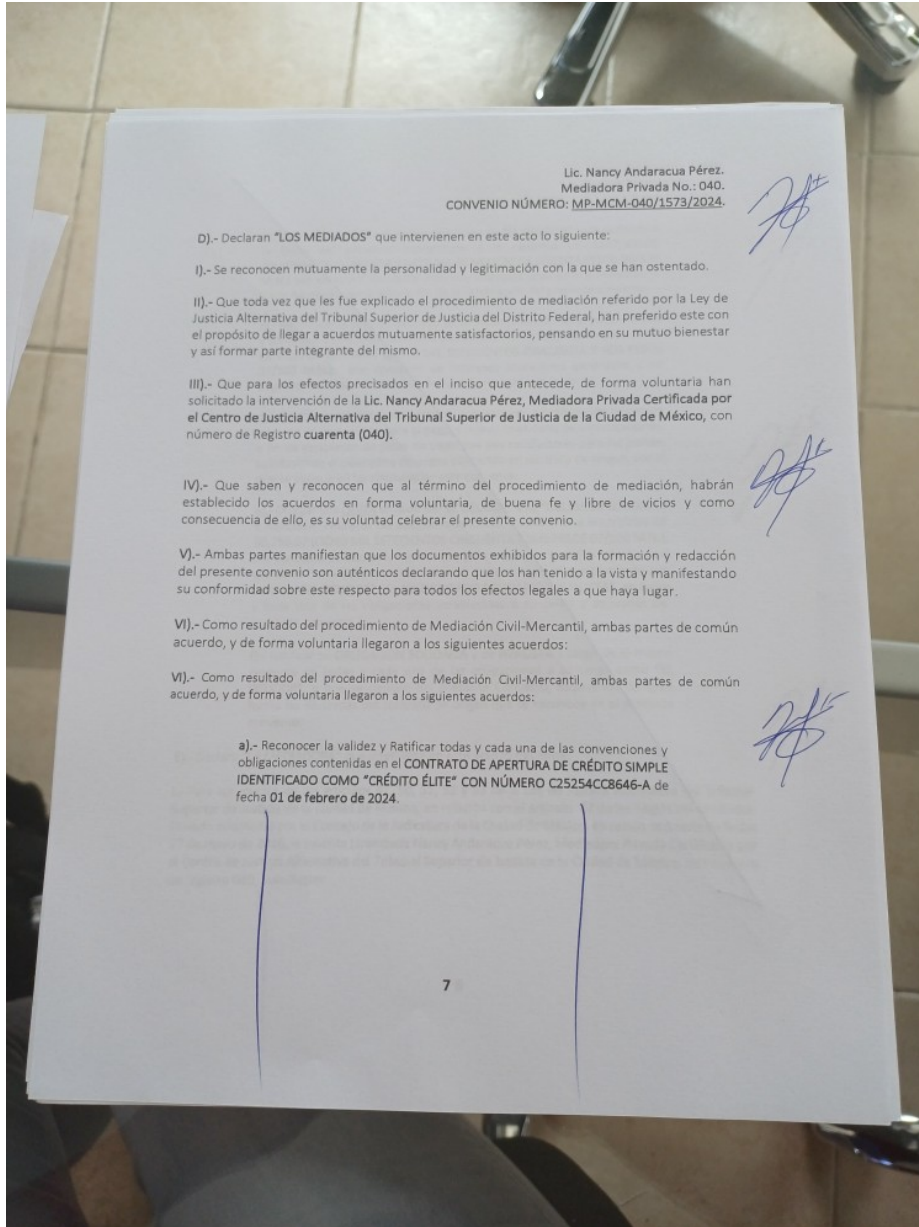 Lic. Nancy Andaracua Pérez.
Mediadora Privada No.: 040.
CONVENIO NÚMERO: MP-MCM-040/1573/2024.
D).- Declaran "LOS MEDIADOS" que intervienen en este acto lo siguiente:
I).- Se reconocen mutuamente la personalidad y legitimación con la que se han ostentado.
II).- Que toda vez que les fue explicado el procedimiento de mediación referido por la Ley de
Justicia Alternativa del Tribunal Superior de Justicia del Distrito Federal, han preferido este con
el propósito de llegar a acuerdos mutuamente satisfactorios, pensando en su mutuo bienestar
y así formar parte integrante del mismo.
III).- Que para los efectos precisados en el inciso que antecede, de forma voluntaria han
solicitado la intervención de la Lic. Nancy Andaracua Pérez, Mediadora Privada Certificada por
el Centro de Justicia Alternativa del Tribunal Superior de Justicia de la Ciudad de México, con
número de Registro cuarenta (040).
IV).- Que saben y reconocen que al término del procedimiento de mediación, habrán
establecido los acuerdos en forma voluntaria, de buena fe y libre de vicios y como
consecuencia de ello, es su voluntad celebrar el presente convenio.
V).- Ambas partes manifiestan que los documentos exhibidos para la formación y redacción
del presente convenio son auténticos declarando que los han tenido a la vista y manifestando
su conformidad sobre este respecto para todos los efectos legales a que haya lugar.
VI).- Como resultado del procedimiento de Mediación Civil-Mercantil, ambas partes de común
acuerdo, y de forma voluntaria llegaron a los siguientes acuerdos:
VI).- Como resultado del procedimiento de Mediación Civil-Mercantil, ambas partes de común
acuerdo, y de forma voluntaria llegaron a los siguientes acuerdos:
a).- Reconocer la validez y Ratificar todas y cada una de las convenciones y
obligaciones contenidas en el CONTRATO DE APERTURA DE CRÉDITO SIMPLE
IDENTIFICADO COMO "CRÉDITO ÉLITE" CON NÚMERO C25254CC8646-A de
fecha 01 de febrero de 2024.
7